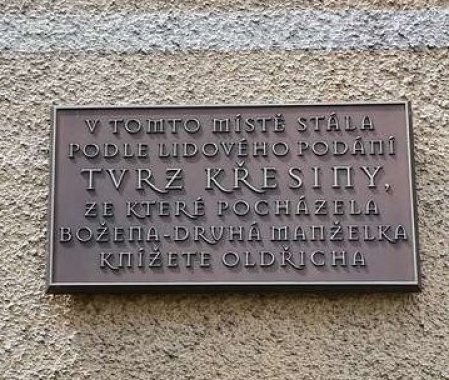 V TOMTO MÍSTĚ STÁLA
PODLE LIDOVÉHO PODÁNÍ
TVRZ KŘESINY,
ZE KTERÉ POCHÁZELA
BOŽENA-DRUHÁ MANŽELKA
KNÍŽETE OLDŘICHA